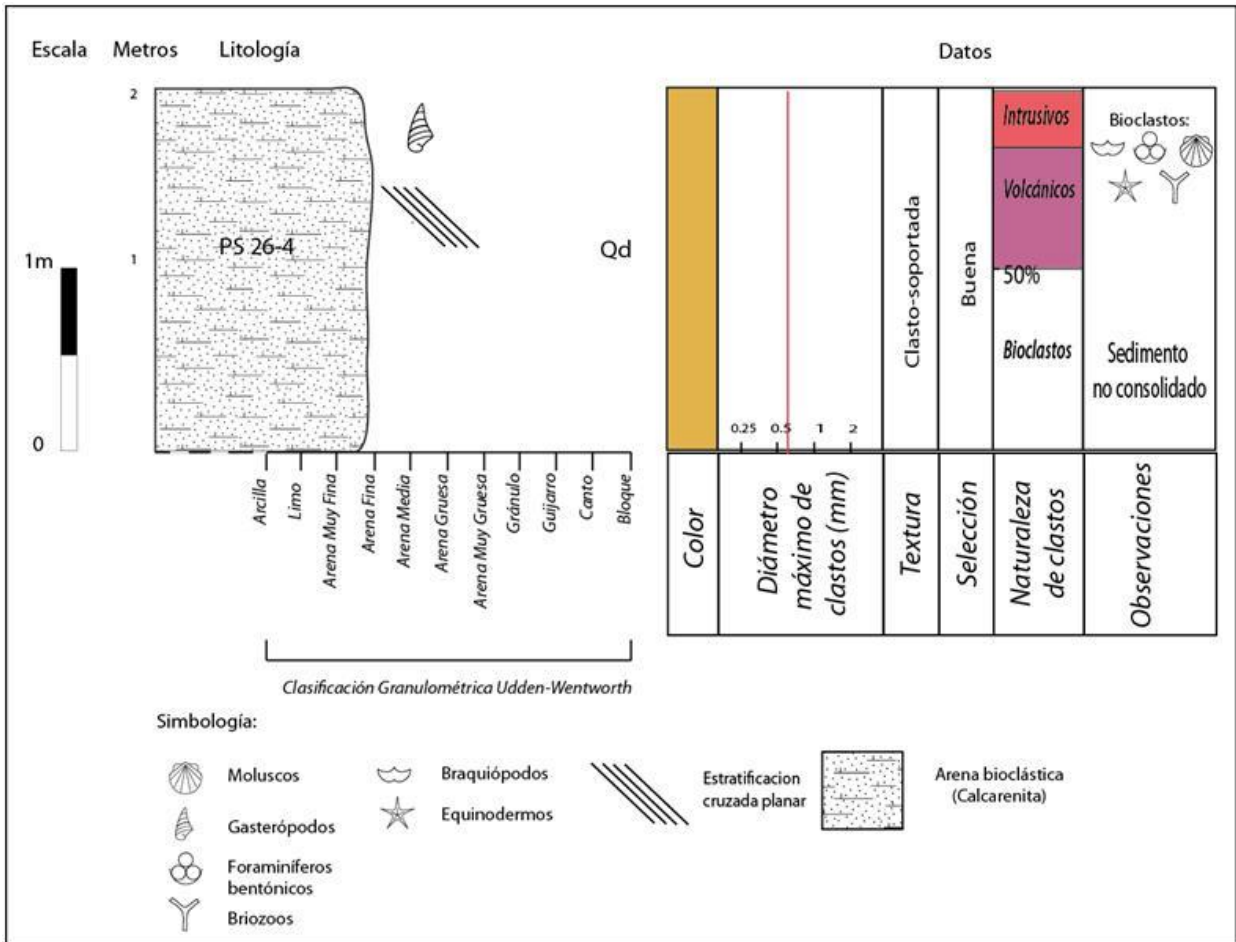 Escala Metros Litología Datos
2
1
1m
0
PS 26-4
Qd
0.25 0.5 1 2
Clasto-soportada
Buena
Intrusivos
Volcánicos
50%
Bioclastos
Bioclastos:
Sedimento
no consolidado
Arcilla
Limo
Arena Muy Fina
Arena Fina
Arena Media
Arena Gruesa
Arena Muy Gruesa
Gránulo
Guijarro
Canto
Bloque
Clasificación Granulométrica Udden-Wentworth
Color
Diámetro
máximo de
clastos (mm)
Textura
Selección
Naturaleza
de clastos
Observaciones
Simbología:
Moluscos
Gasterópodos
Foraminíferos
bentónicos
Briozoos
Braquiópodos
Equinodermos
Estratificacion
cruzada planar
Arena bioclástica
(Calcarenita)